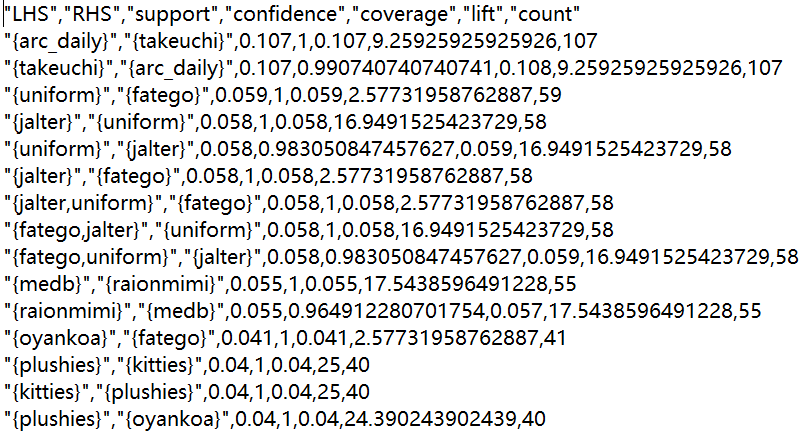 "LHS","RHS","support","confidence","coverage","lift","count"
"{arc_daily}","{takeuchi}",0.107,1,0.107,9.25925925925926,107
"{takeuchi}","{arc_daily}",0.107,0.990740740740741,0.108,9.25925925925926,107
"{uniform}","{fatego}",0.059,1,0.059,2.57731958762887,59
"{jalter}","{uniform}",0.058,1,0.058,16.9491525423729,58
"{uniform}","{jalter}",0.058,0.983050847457627,0.059,16.9491525423729,58
"{jalter}","{fatego}",0.058,1,0.058,2.57731958762887,58
"{jalter,uniform}","{fatego}",0.058,1,0.058,2.57731958762887,58
"{fatego,jalter}","{uniform}",0.058,1,0.058,16.9491525423729,58
"{fatego,uniform}","{jalter}",0.058,0.983050847457627,0.059,16.9491525423729,58
"{medb}","{raionmimi}",0.055,1,0.055,17.5438596491228,55
"{raionmimi}","{medb}",0.055,0.964912280701754,0.057,17.5438596491228,55
"{oyankoa}","{fatego}",0.041,1,0.041,2.57731958762887,41
"{plushies}","{kitties}",0.04,1,0.04,25,40
"{kitties}","{plushies}",0.04,1,0.04,25,40
"{plushies}","{oyankoa}",0.04,1,0.04,24.390243902439,40